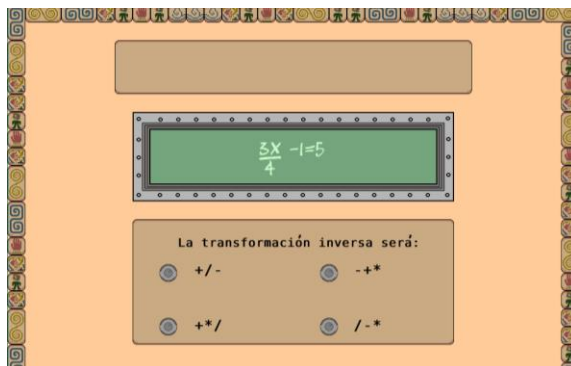 3x/4 -1=5
La transformación inversa será:
+/- -+*
+*/ /-*